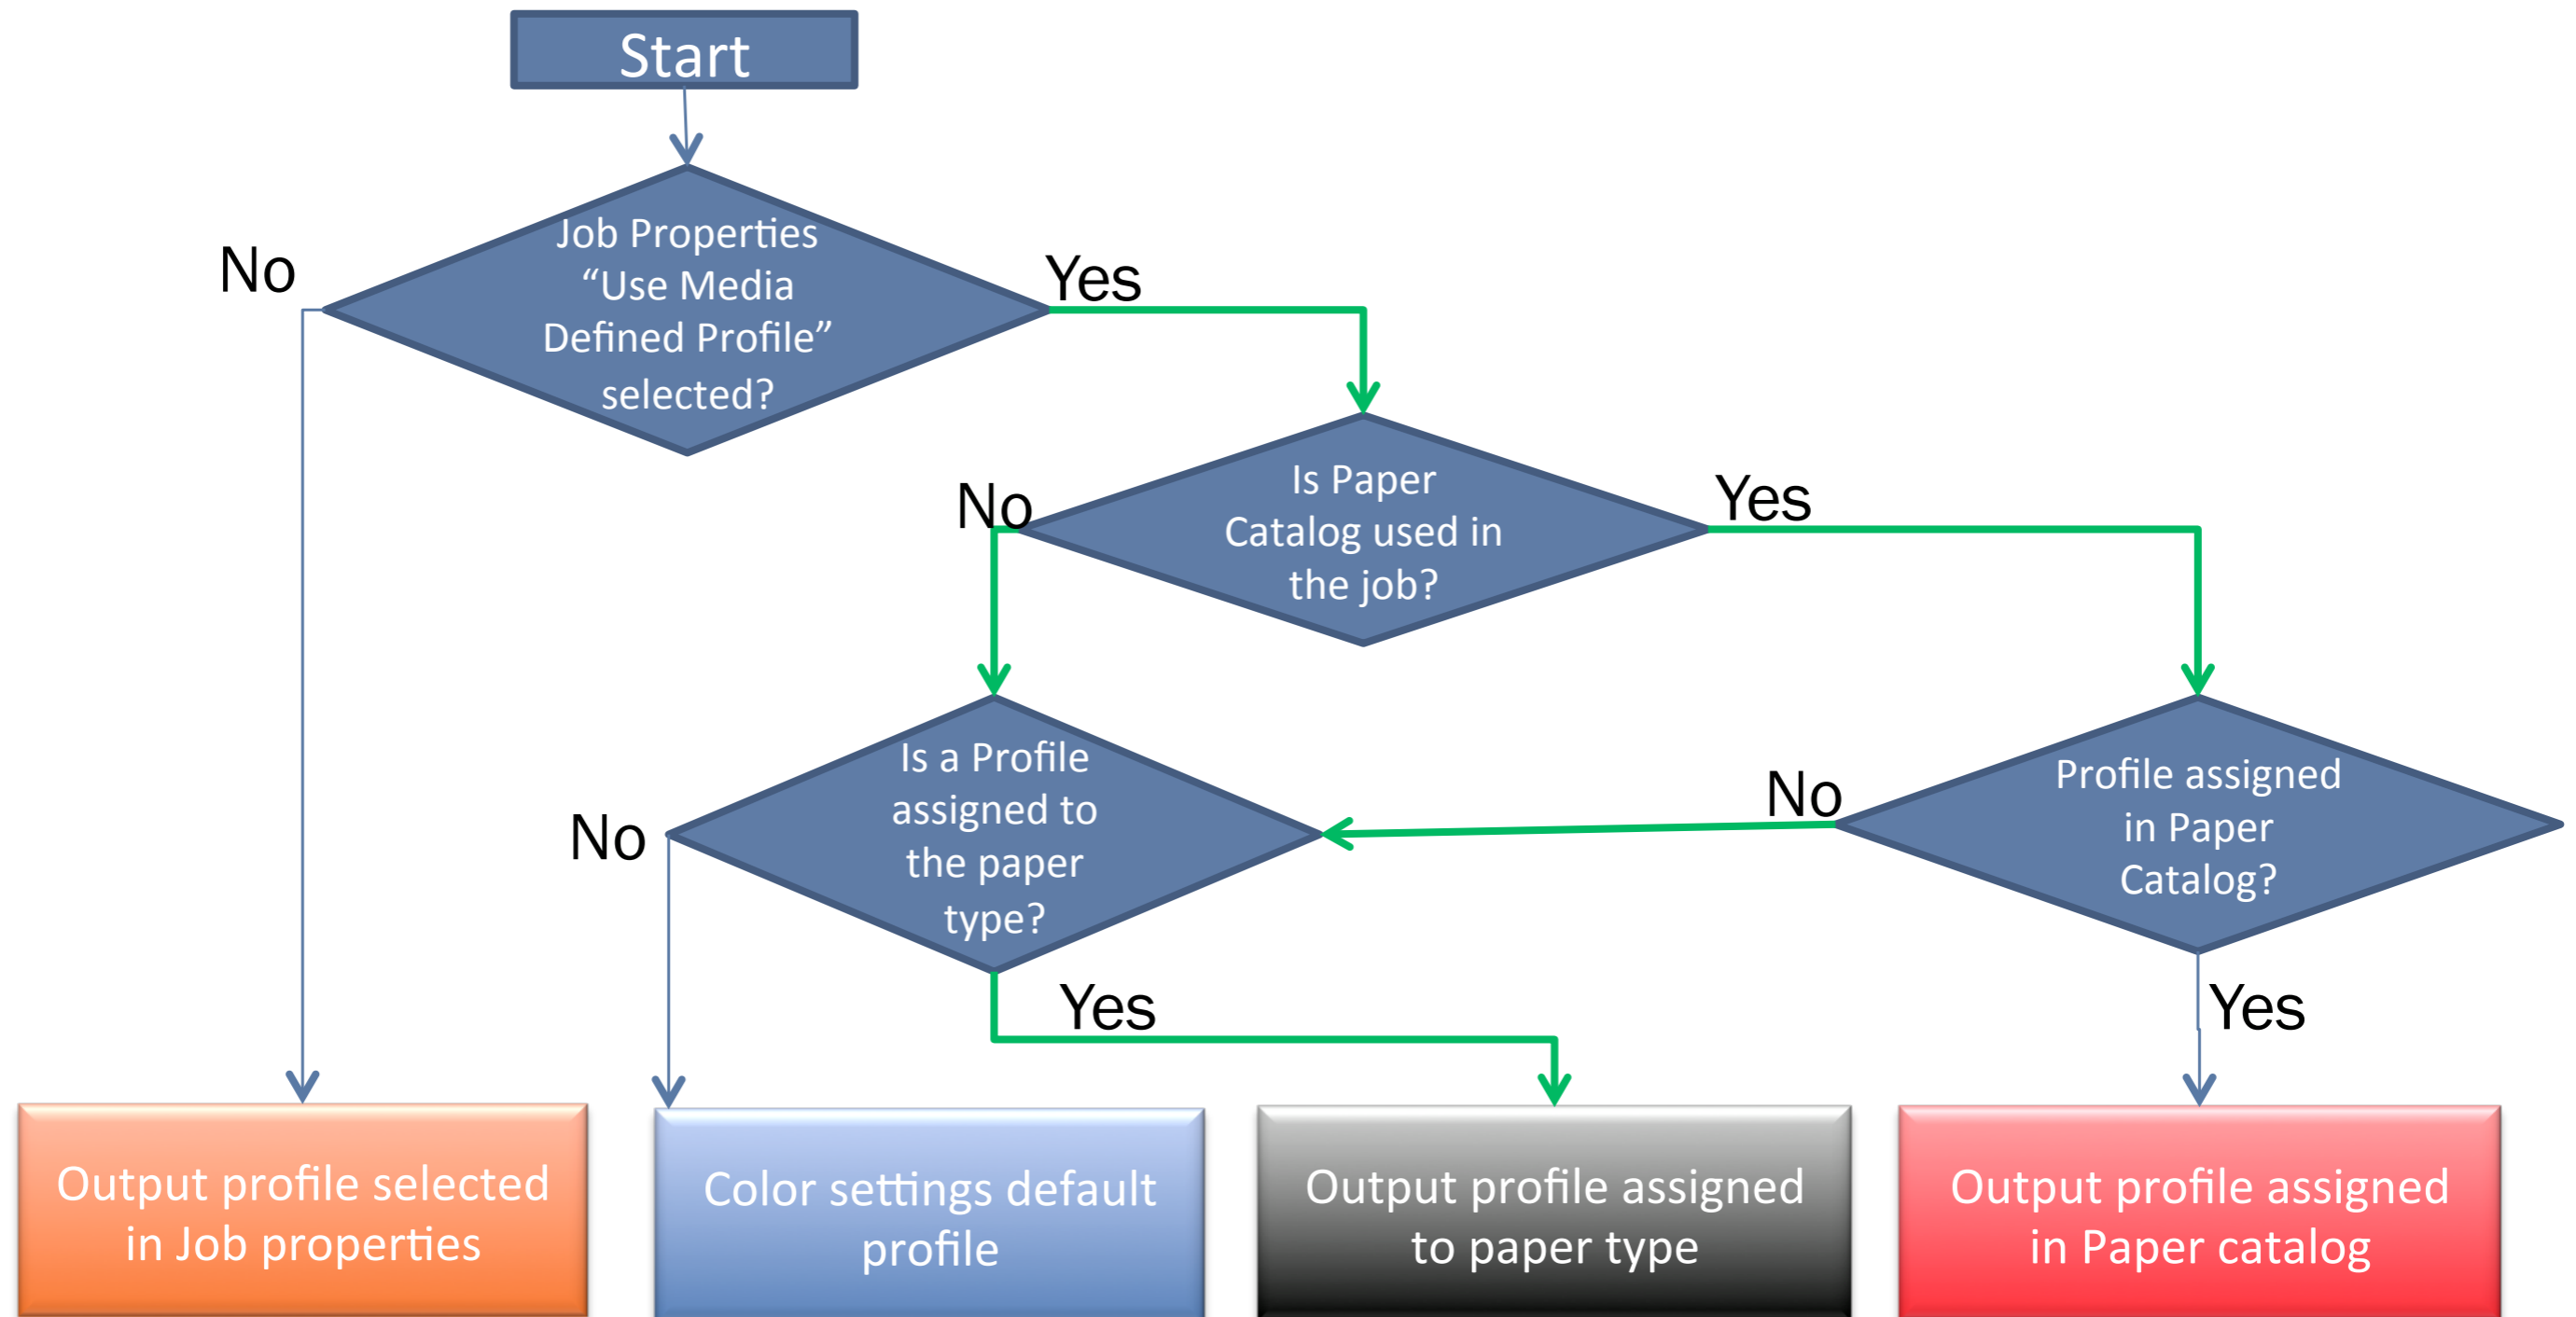 Start
Job Properties
“Use Media
Defined Profile”
selected?
No
Yes
Is Paper
Catalog used in
the job?
No
Yes
Is a Profile
assigned to
the paper
type?
No
Yes
Profile assigned
in Paper
Catalog?
No
Yes
Output profile selected
in Job properties
Color settings default
profile
Output profile assigned
to paper type
Output profile assigned
in Paper catalog